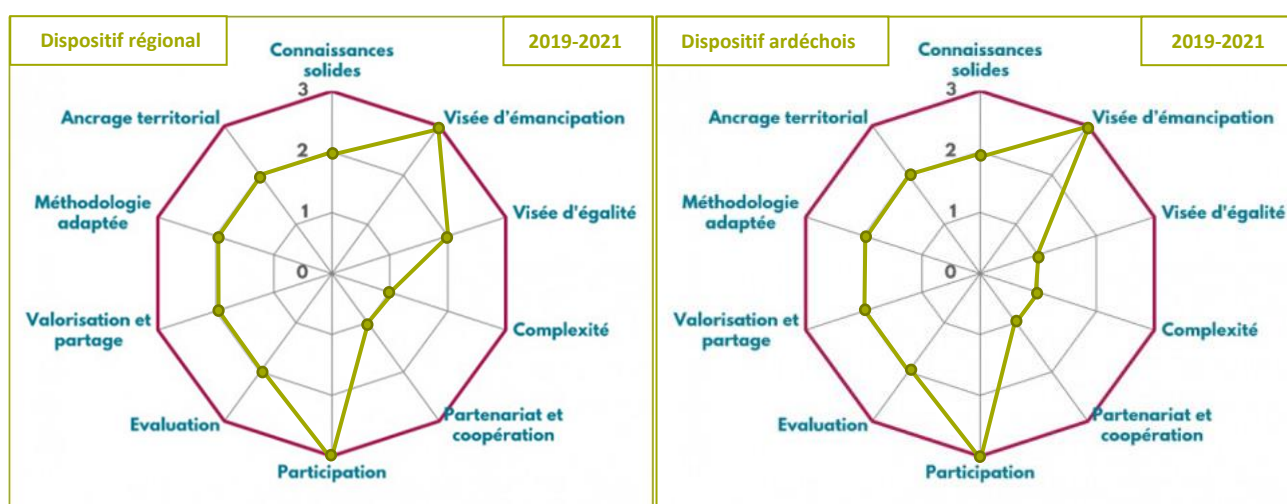 Dispositif régional
2019-2021
Connaissances
solides
3
Ancrage territorial
Visée d'émancipation
2
Méthodologie
adaptée
Visée d'égalité
1
0
Valorisation et
partage
Complexité
Evaluation
Partenariat et
coopération
Participation
Dispositif ardéchois
2019-2021
Connaissances
solides
3
Ancrage territorial
Visée d'émancipation
2
Méthodologie
adaptée
Visée d'égalité
1
0
Valorisation et
partage
Complexité
Evaluation
Partenariat et
coopération
Participation